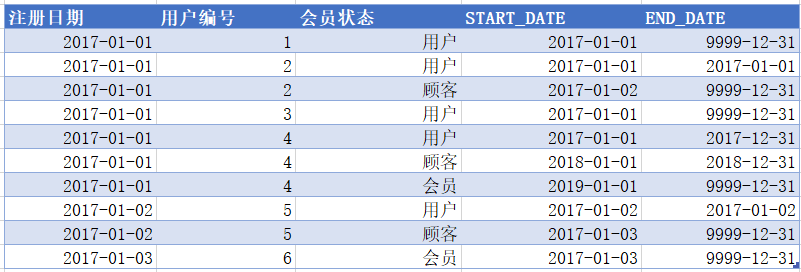 注册日期 用户编号 会员状态 START_DATE END_DATE
2017-01-01 1 用户 2017-01-01 9999-12-31
2017-01-01 2 用户 2017-01-01 2017-01-01
2017-01-01 2 顾客 2017-01-02 9999-12-31
2017-01-01 3 用户 2017-01-01 9999-12-31
2017-01-01 4 用户 2017-01-01 2017-12-31
2017-01-01 4 顾客 2018-01-01 2018-12-31
2017-01-01 4 会员 2019-01-01 9999-12-31
2017-01-02 5 用户 2017-01-02 2017-01-02
2017-01-02 5 顾客 2017-01-03 9999-12-31
2017-01-03 6 会员 2017-01-03 9999-12-31